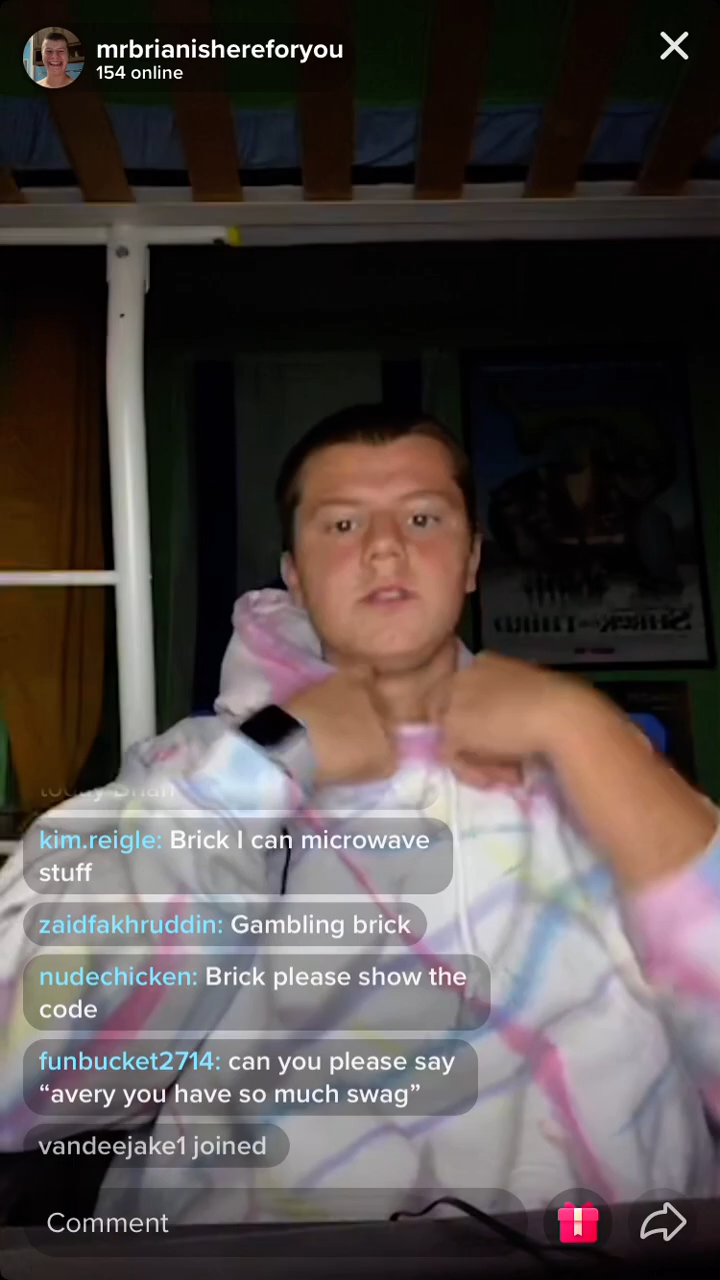 mrbrianishereforyou
154 online
kim.reigle: Brick I can microwave
stuff
zaidfakhruddin: Gambling brick
nudechicken: Brick please show the
code
funbucket2714: can you please say
“avery you have so much swag”
vandeejake1 joined
Comment